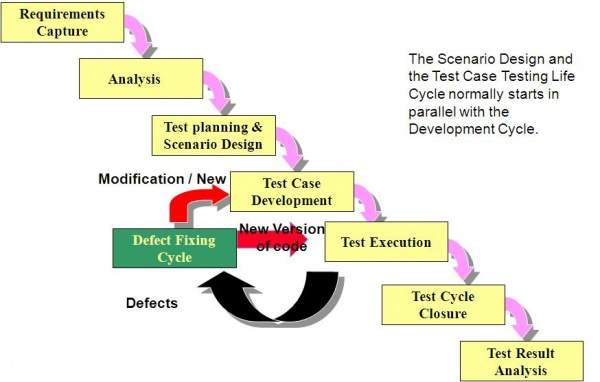 Requirements
Capture
The Scenario Design and
the Test Case Testing Life
Cycle normally starts in
parallel with the
Development Cycle.
Analysis
Test planning &
Scenario Design
Modification / New
Test Case
Development
Defect Fixing
Cycle
New Version
of code
Test Execution
Defects
Test Cycle
Closure
Test Result
Analysis